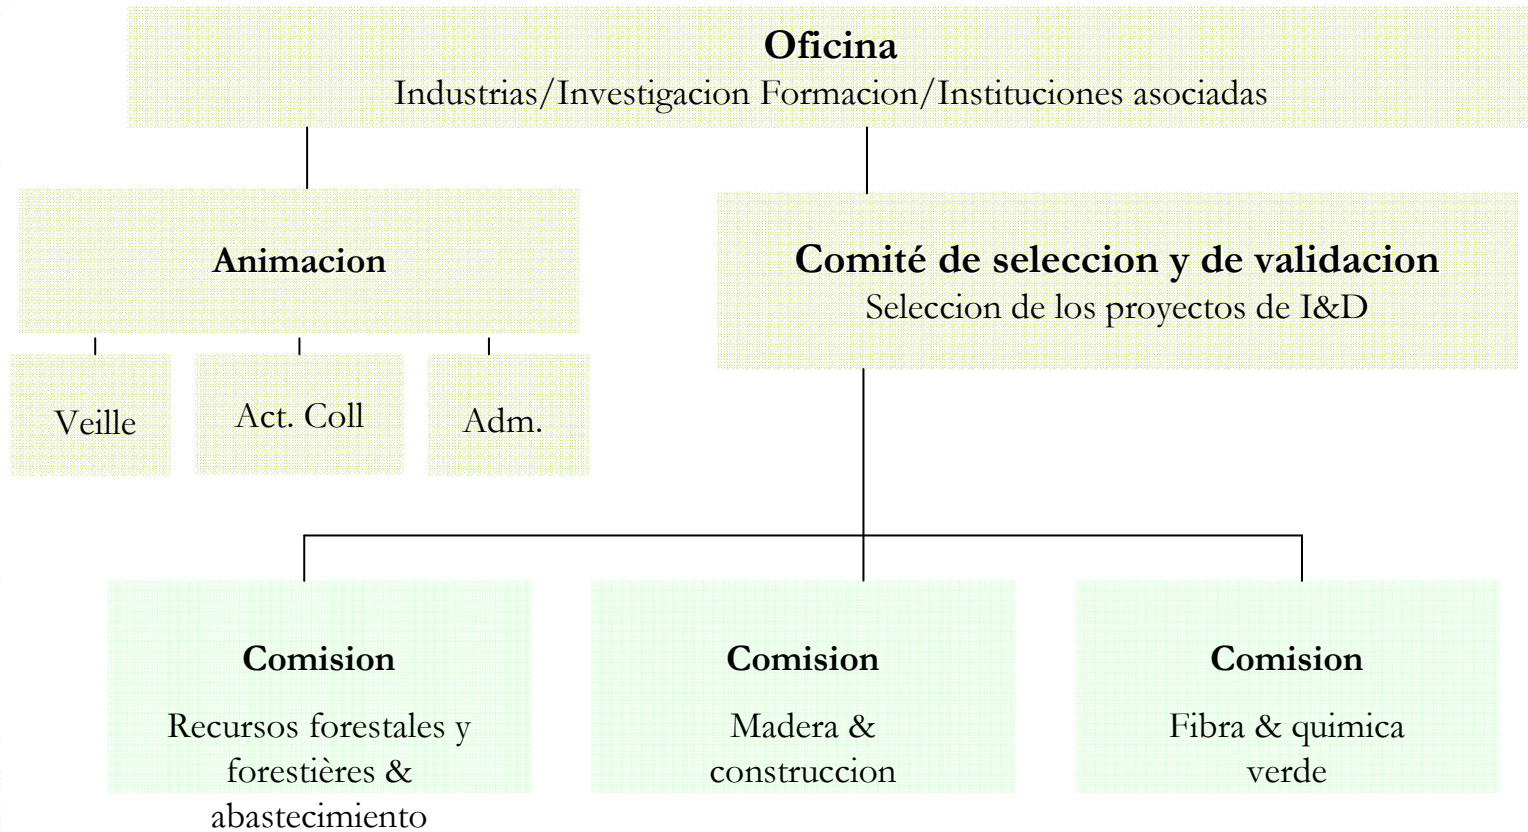 Oficina
Industrias/Investigacion Formacion/Instituciones asociadas
Animacion
Comité de seleccion y de validacion
Seleccion de los proyectos de I&D
Veille
Act. Coll
Adm.
Comision
Recursos forestales y
forestières &
abastecimiento
Comision
Madera &
construccion
Comision
Fibra & quimica
verde